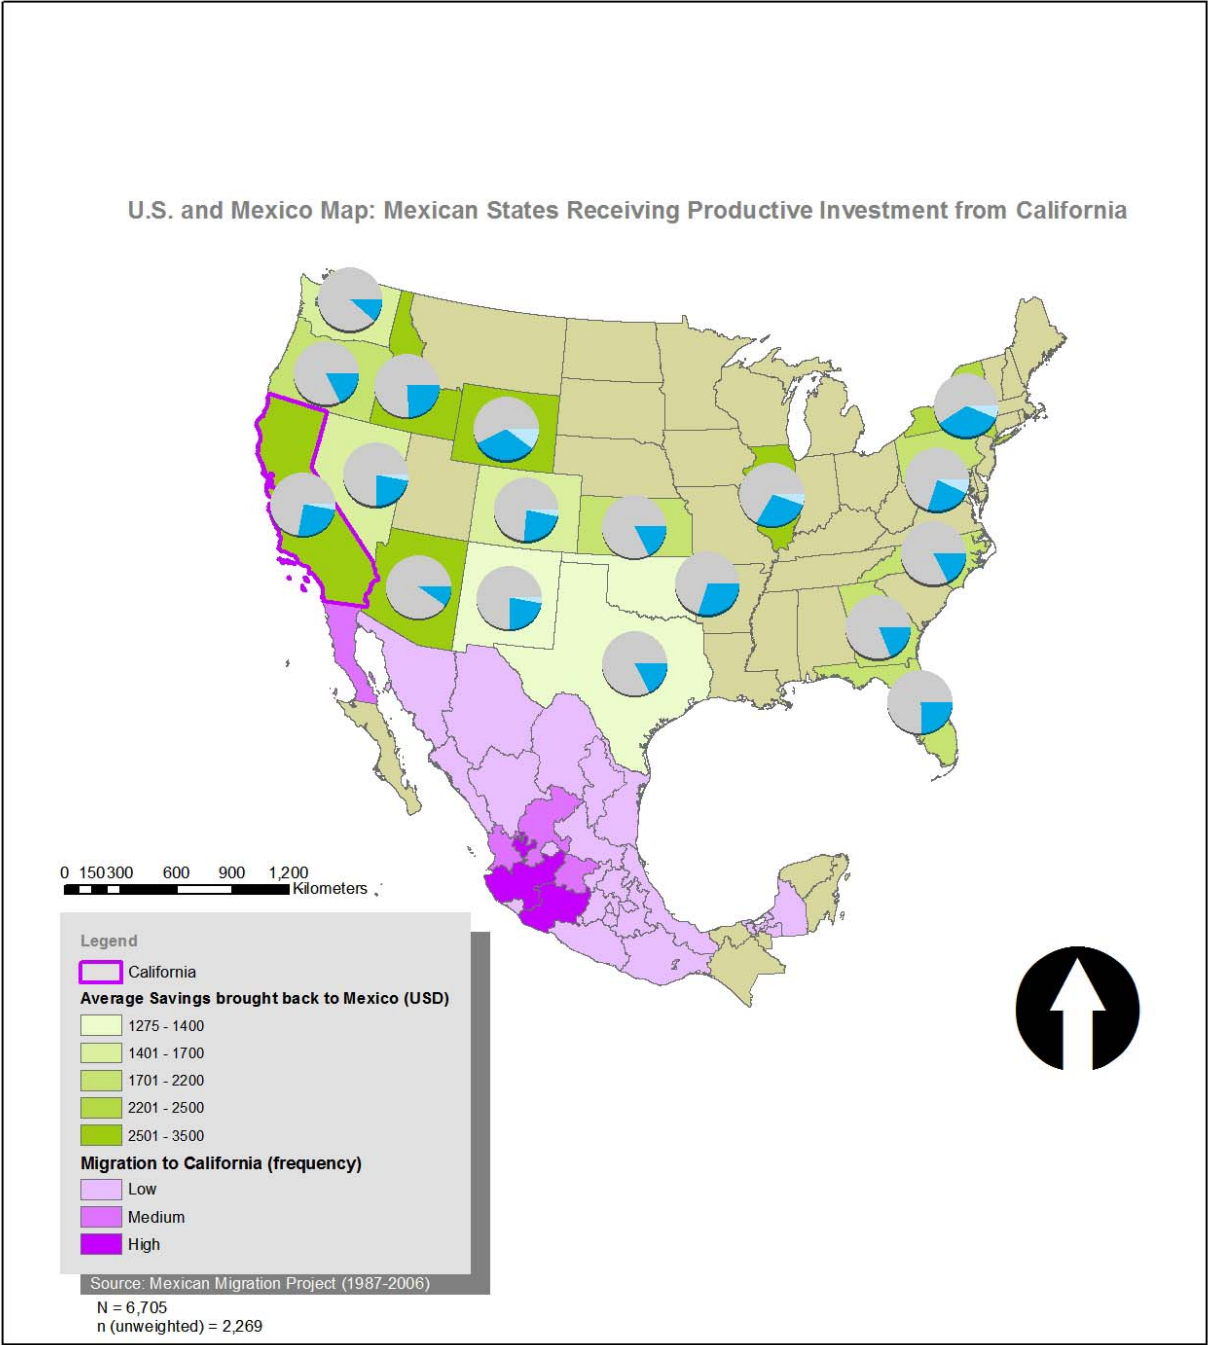 U.S. and Mexico Map: Mexican States Receiving Productive Investment from California
0 150 300 600 900 1,200
Kilometers
Legend
California
Average Savings brought back to Mexico (USD)
1275 - 1400
1401 - 1700
1701 - 2200
2201 - 2500
2501 - 3500
Migration to California (frequency)
Low
Medium
High
Source: Mexican Migration Project (1987-2006)
N = 6,705
n (unweighted) = 2,269